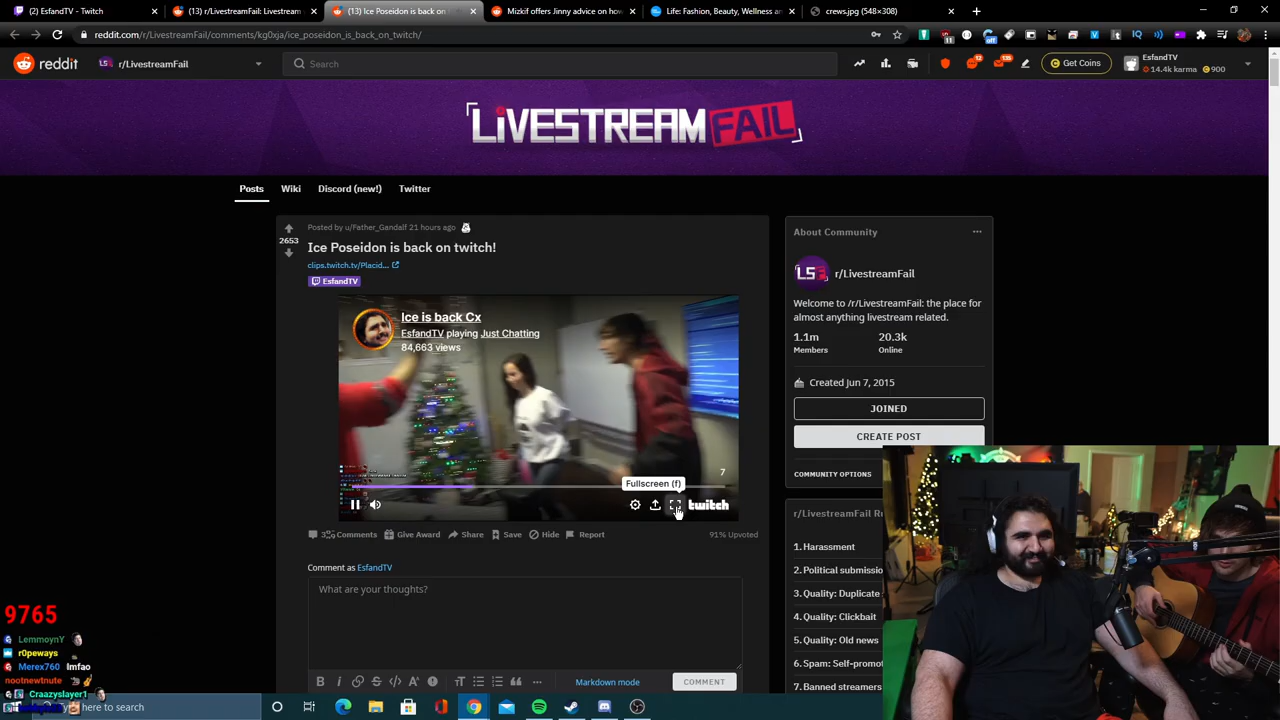 (2) EsfandTV - Twitch
(13) r/LivestreamFail: Livestream
(13) Ice Poseidon is back on
Mizkif offers Jinny advice on how
Life: Fashion, Beauty, Wellness an
crews.jpg (548×308)
reddit.com/r/LivestreamFail/comments/kg0xja/ice_poseidon_is_back_on_twitch/
reddit
r/LivestreamFail
Search
Get Coins
EsfandTV
14.4k karma
900
LiVESTREAMFAIL
Posts
Wiki
Discord (new!)
Twitter
2653
Posted by u/Father_Gandalf 21 hours ago
Ice Poseidon is back on twitch!
clips.twitch.tv/Placid...
EsfandTV
Ice is back Cx
EsfandTV playing Just Chatting
84,663 views
7
Fullscreen (f)
twitch
Comments
Give Award
Share
Save
Hide
Report
91% Upvoted
Comment as EsfandTV
What are your thoughts?
Markdown mode
COMMENT
About Community
r/LivestreamFail
Welcome to /r/LivestreamFail: the place for
almost anything livestream related.
1.1m
Members
20.3k
Online
Created Jun 7, 2015
JOINED
CREATE POST
COMMUNITY OPTIONS
r/LivestreamFail
1. Harassment
2. Political submissio
3. Quality: Duplicate
4. Quality: Clickbait
5. Quality: Old news
6. Spam: Self-promot
7. Banned streamers
9765
LemmoynY
r0peways
Merex760 lmfao
nootnewtnute
Craazyslayer1
here to search